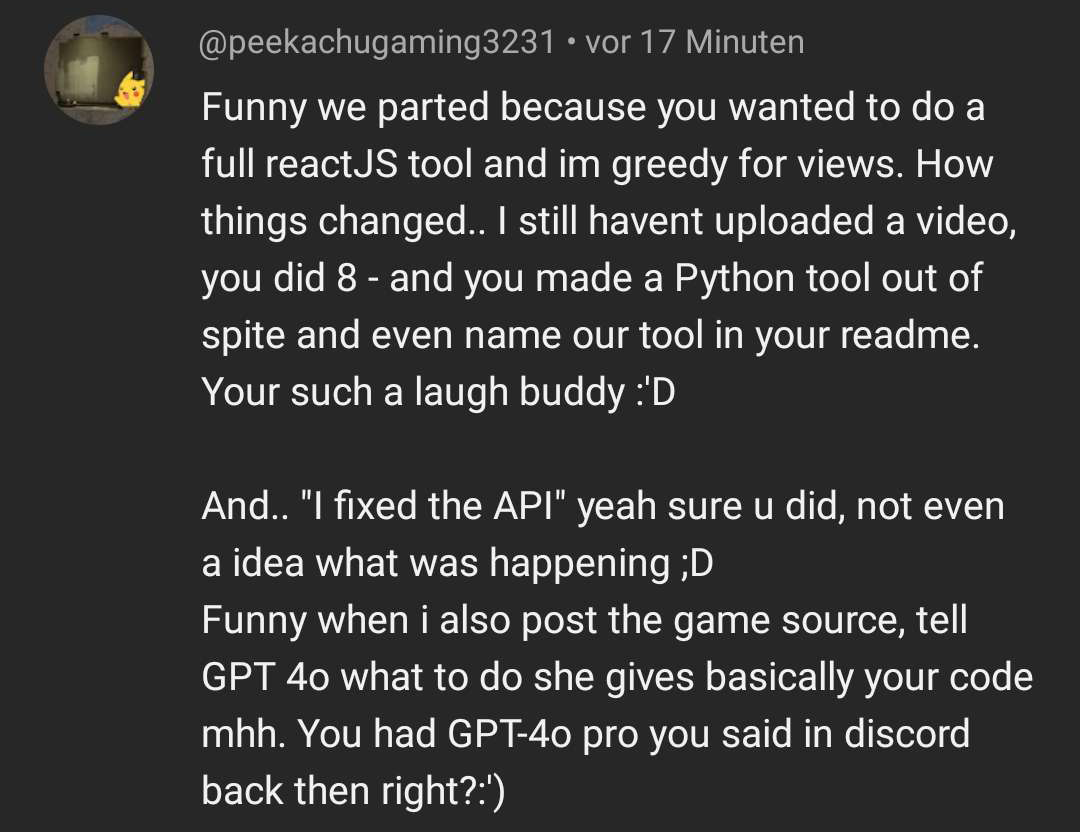 @peekachugaming3231 • vor 17 Minuten
Funny we parted because you wanted to do a
full reactJS tool and im greedy for views. How
things changed.. I still havent uploaded a video,
you did 8 - and you made a Python tool out of
spite and even name our tool in your readme.
Your such a laugh buddy :'D
And.. "I fixed the API" yeah sure u did, not even
a idea what was happening ;D
Funny when i also post the game source, tell
GPT 4o what to do she gives basically your code
mhh. You had GPT-4o pro you said in discord
back then right?:')